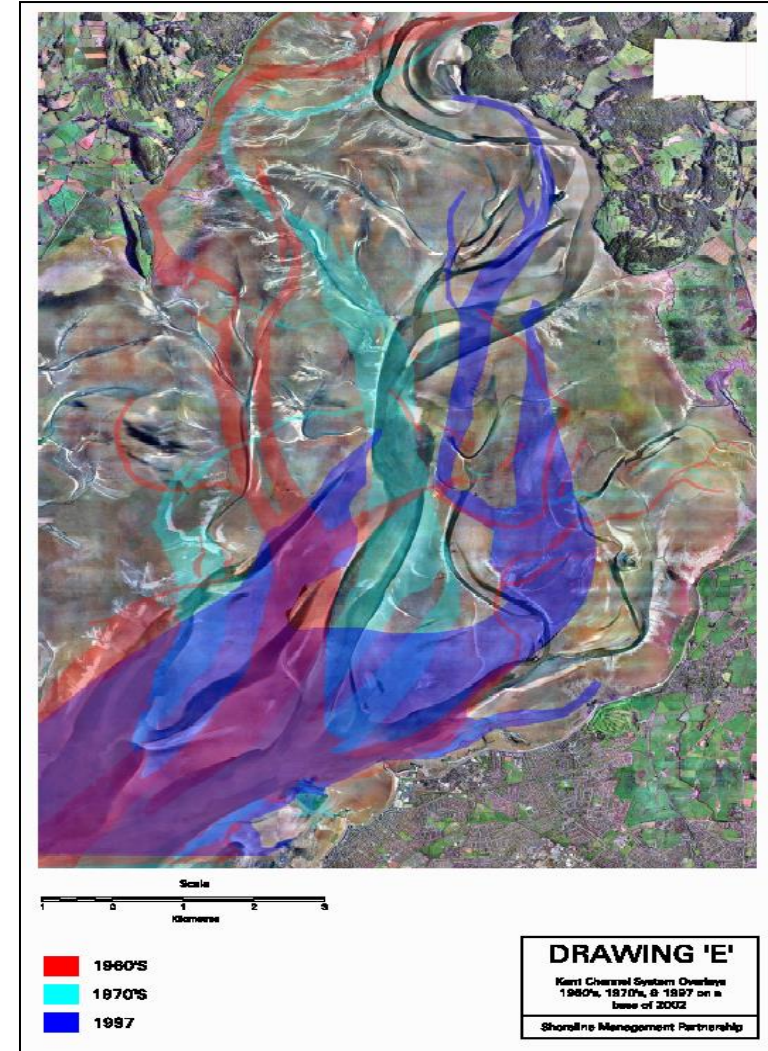 Scale
1 0 1 2 3
Kilometres
1960'S
1970'S
1997
DRAWING 'E'
Kent Channel System Overlays
1960's, 1970's, & 1997 on a
base of 2002
Shoreline Management Partnership